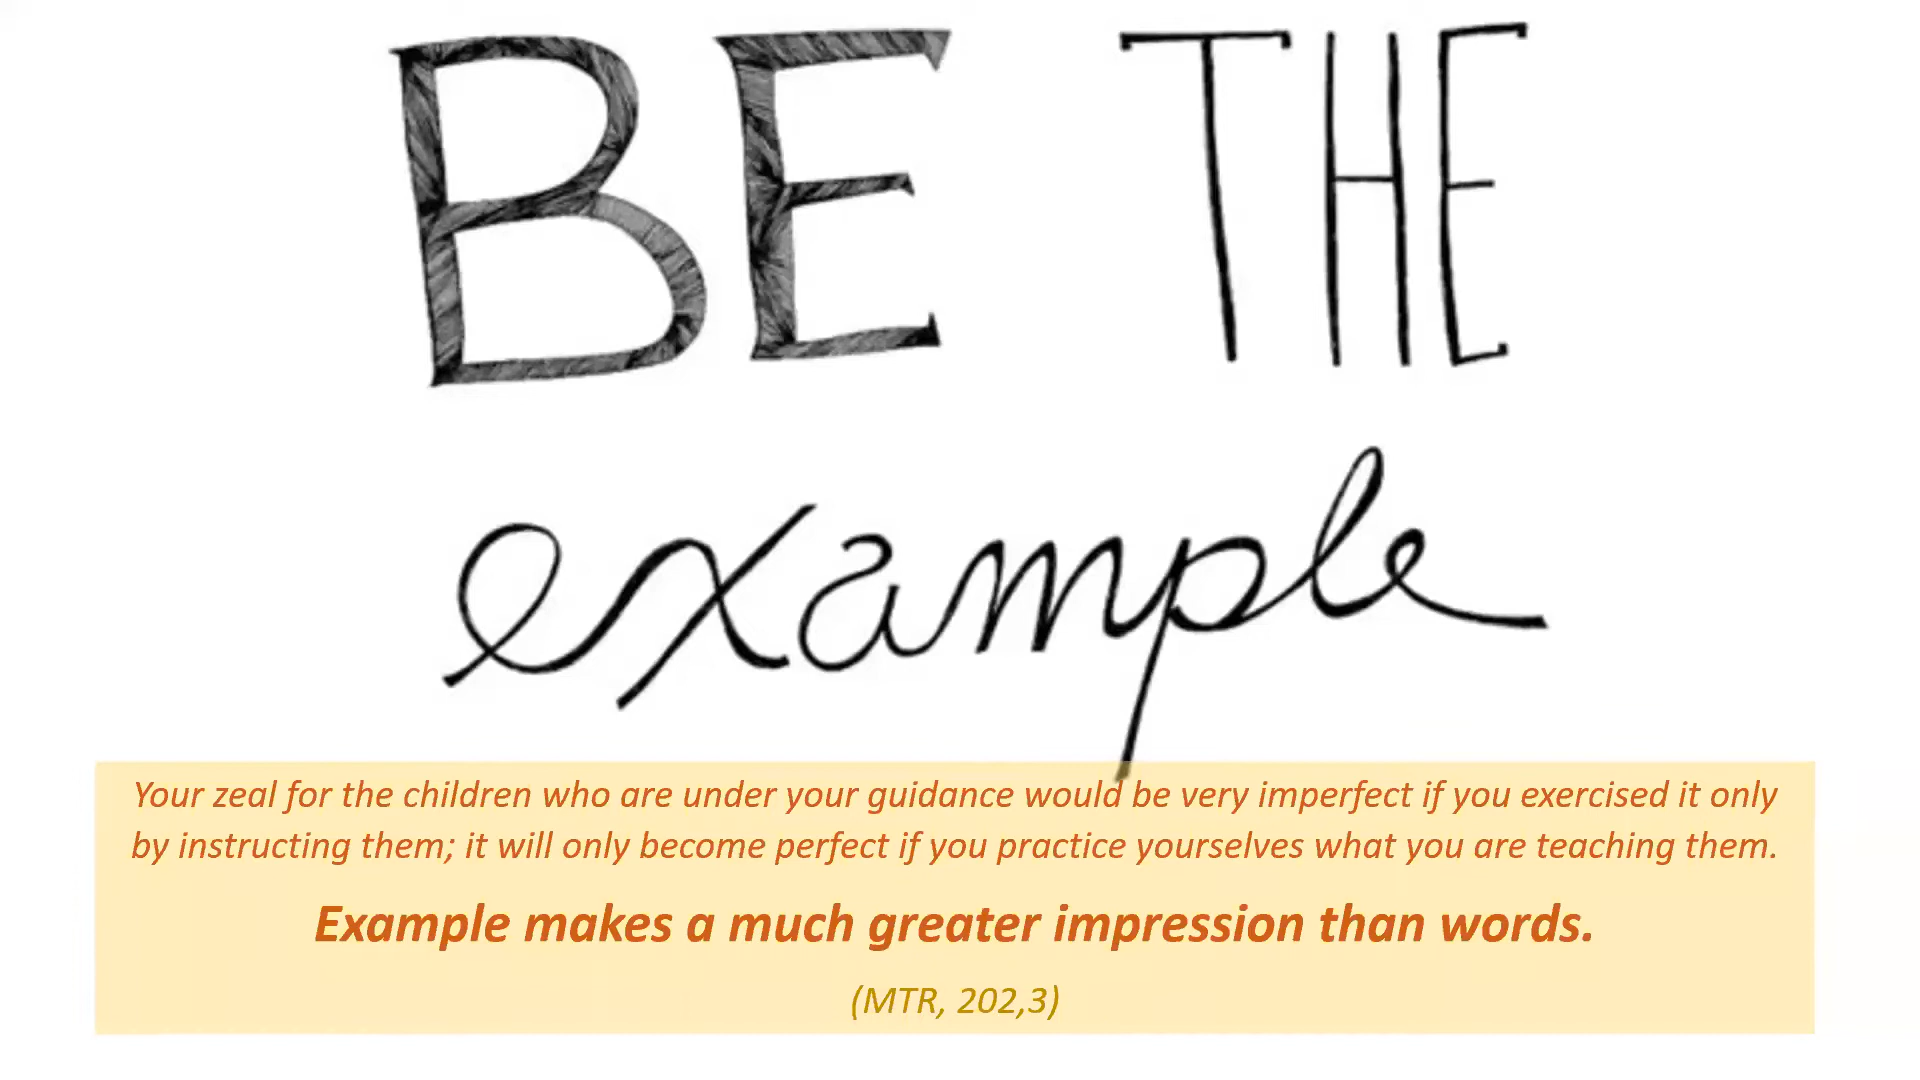 BE THE
example
Your zeal for the children who are under your guidance would be very imperfect if you exercised it only
by instructing them; it will only become perfect if you practice yourselves what you are teaching them.
Example makes a much greater impression than words.
(MTR, 202,3)